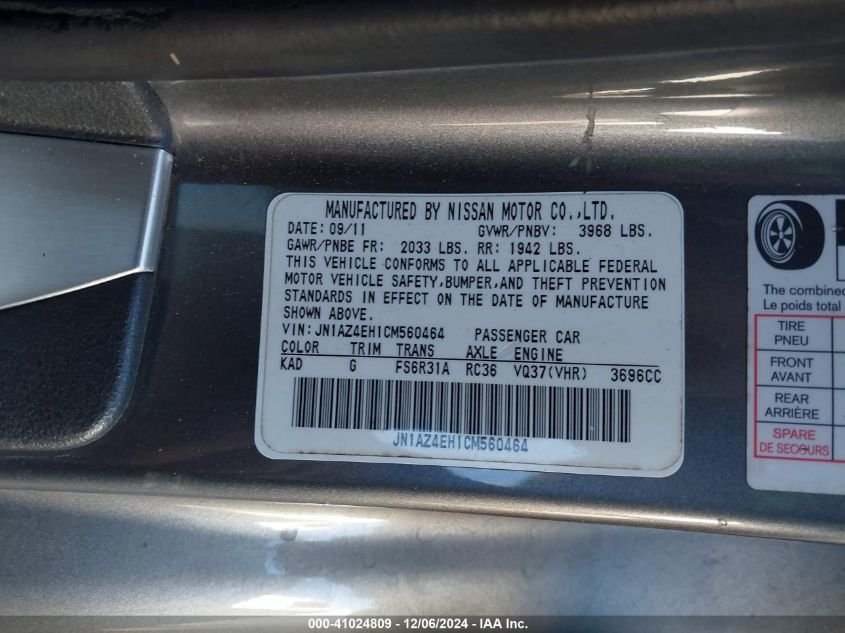 MANUFACTURED BY NISSAN MOTOR CO.,LTD.
DATE: 09/11 GVWR/PNBV: 3968 LBS.
GAWR/PNBE FR: 2033 LBS. RR: 1942 LBS.
THIS VEHICLE CONFORMS TO ALL APPLICABLE FEDERAL
MOTOR VEHICLE SAFETY,BUMPER,AND THEFT PREVENTION
STANDARDS IN EFFECT ON THE DATE OF MANUFACTURE
SHOWN ABOVE.
VIN: JN1AZ4EH1CM560464 PASSENGER CAR
COLOR TRIM TRANS AXLE ENGINE
KAD G FS6R31A RC36 VQ37(VHR) 3696CC
JN1AZ4EH1CM560464
The combined
Le poids total
TIRE
PNEU
FRONT
AVANT
REAR
ARRIÈRE
SPARE
DE SECOURS
000-41024809 - 12/06/2024 - IAA Inc.